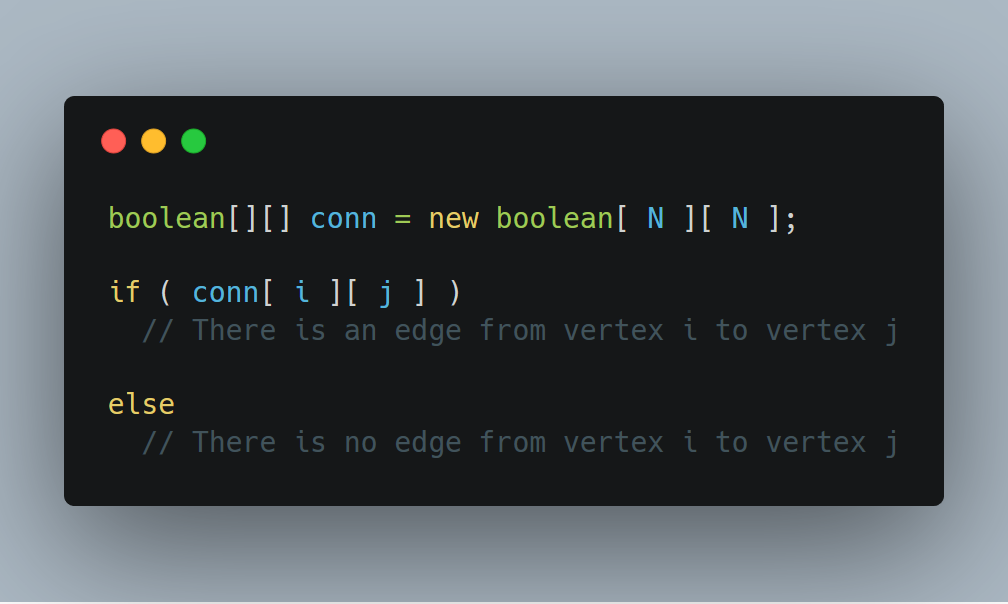 boolean[][] conn = new boolean[ N ][ N ];
if ( conn[ i ][ j ] )
// There is an edge from vertex i to vertex j
else
// There is no edge from vertex i to vertex j